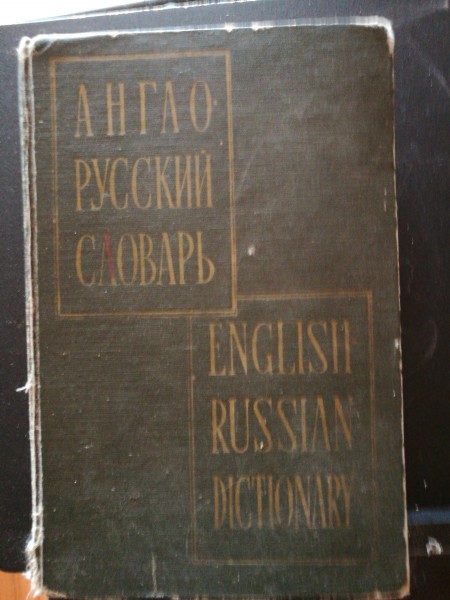 АНГЛО
РУССКИЙ
СЛОВАРЬ
ENGLISH
RUSSIAN
DICTIONARY